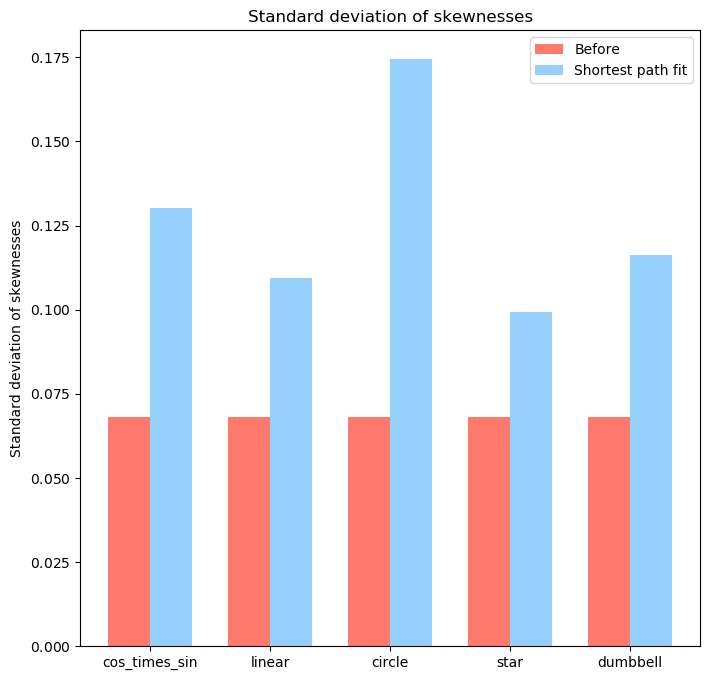 Standard deviation of skewnesses
Before
Shortest path fit
Standard deviation of skewnesses
0.175
0.150
0.125
0.100
0.075
0.050
0.025
0.000
cos_times_sin linear circle star dumbbell